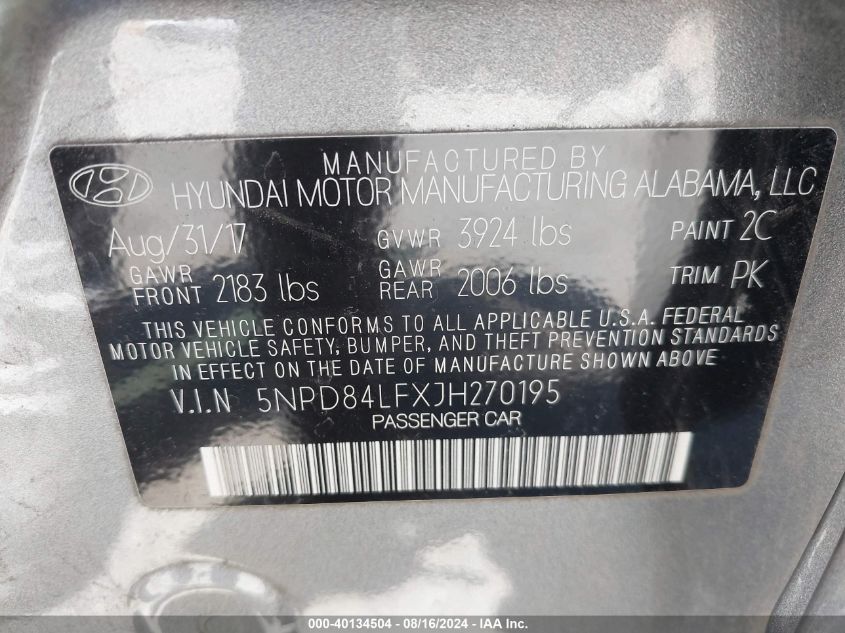 MANUFACTURED BY
HYUNDAI MOTOR MANUFACTURING ALABAMA, LLC
Aug/31/17 GVWR 3924 lbs PAINT 2C
GAWR FRONT 2183 lbs GAWR REAR 2006 lbs TRIM PK
THIS VEHICLE CONFORMS TO ALL APPLICABLE U.S.A. FEDERAL
MOTOR VEHICLE SAFETY, BUMPER, AND THEFT PREVENTION STANDARDS
IN EFFECT ON THE DATE OF MANUFACTURE SHOWN ABOVE.
V.I.N 5NPD84LFXJH270195
PASSENGER CAR
000-40134504 - 08/16/2024 - IAA Inc.